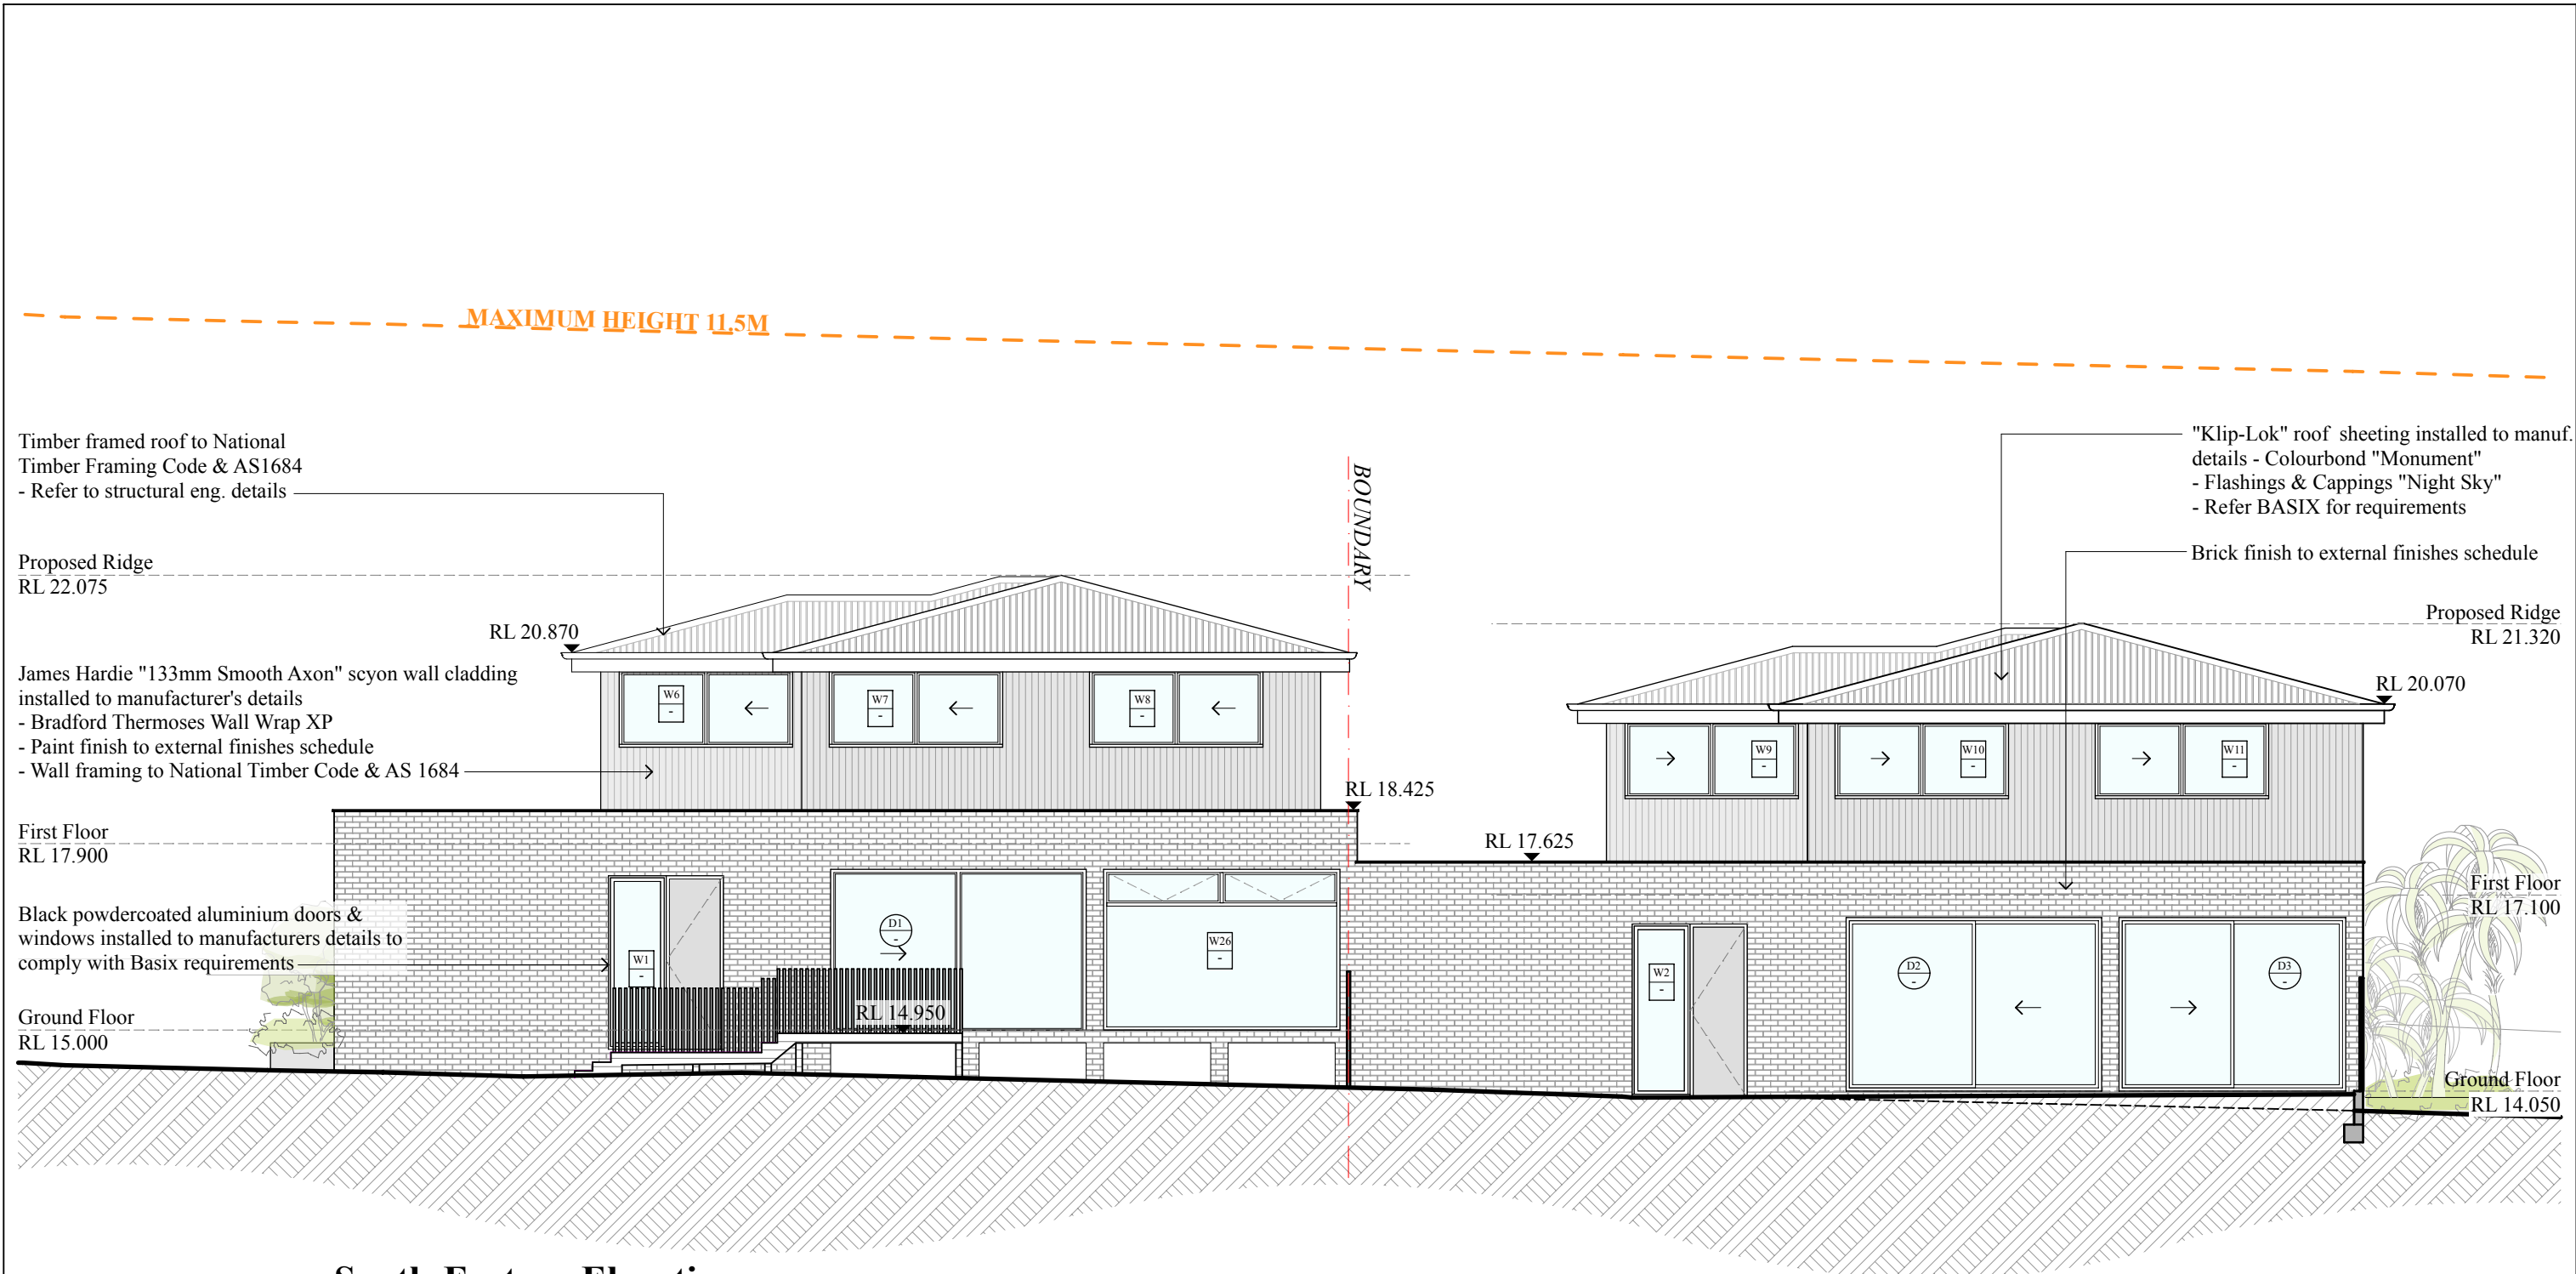 MAXIMUM HEIGHT 11.5M
Timber framed roof to National
Timber Framing Code & AS1684
- Refer to structural eng. details
"Klip-Lok" roof sheeting installed to manuf.
details - Colourbond "Monument"
- Flashings & Cappings "Night Sky"
- Refer BASIX for requirements
BOUNDARY
Brick finish to external finishes schedule
Proposed Ridge
RL 22.075
Proposed Ridge
RL 21.320
RL 20.870
RL 20.070
James Hardie "133mm Smooth Axon" scyon wall cladding
installed to manufacturer's details
- Bradford Thermoses Wall Wrap XP
- Paint finish to external finishes schedule
- Wall framing to National Timber Code & AS 1684
W6
-
W7
-
W8
-
W9
-
W10
-
W11
-
RL 18.425
First Floor
RL 17.900
RL 17.625
First Floor
RL 17.100
Black powdercoated aluminium doors &
windows installed to manufacturers details to
comply with Basix requirements
W1
-
D1
-
W26
-
W2
-
D2
-
D3
-
Ground Floor
RL 15.000
RL 14.950
Ground Floor
RL 14.050